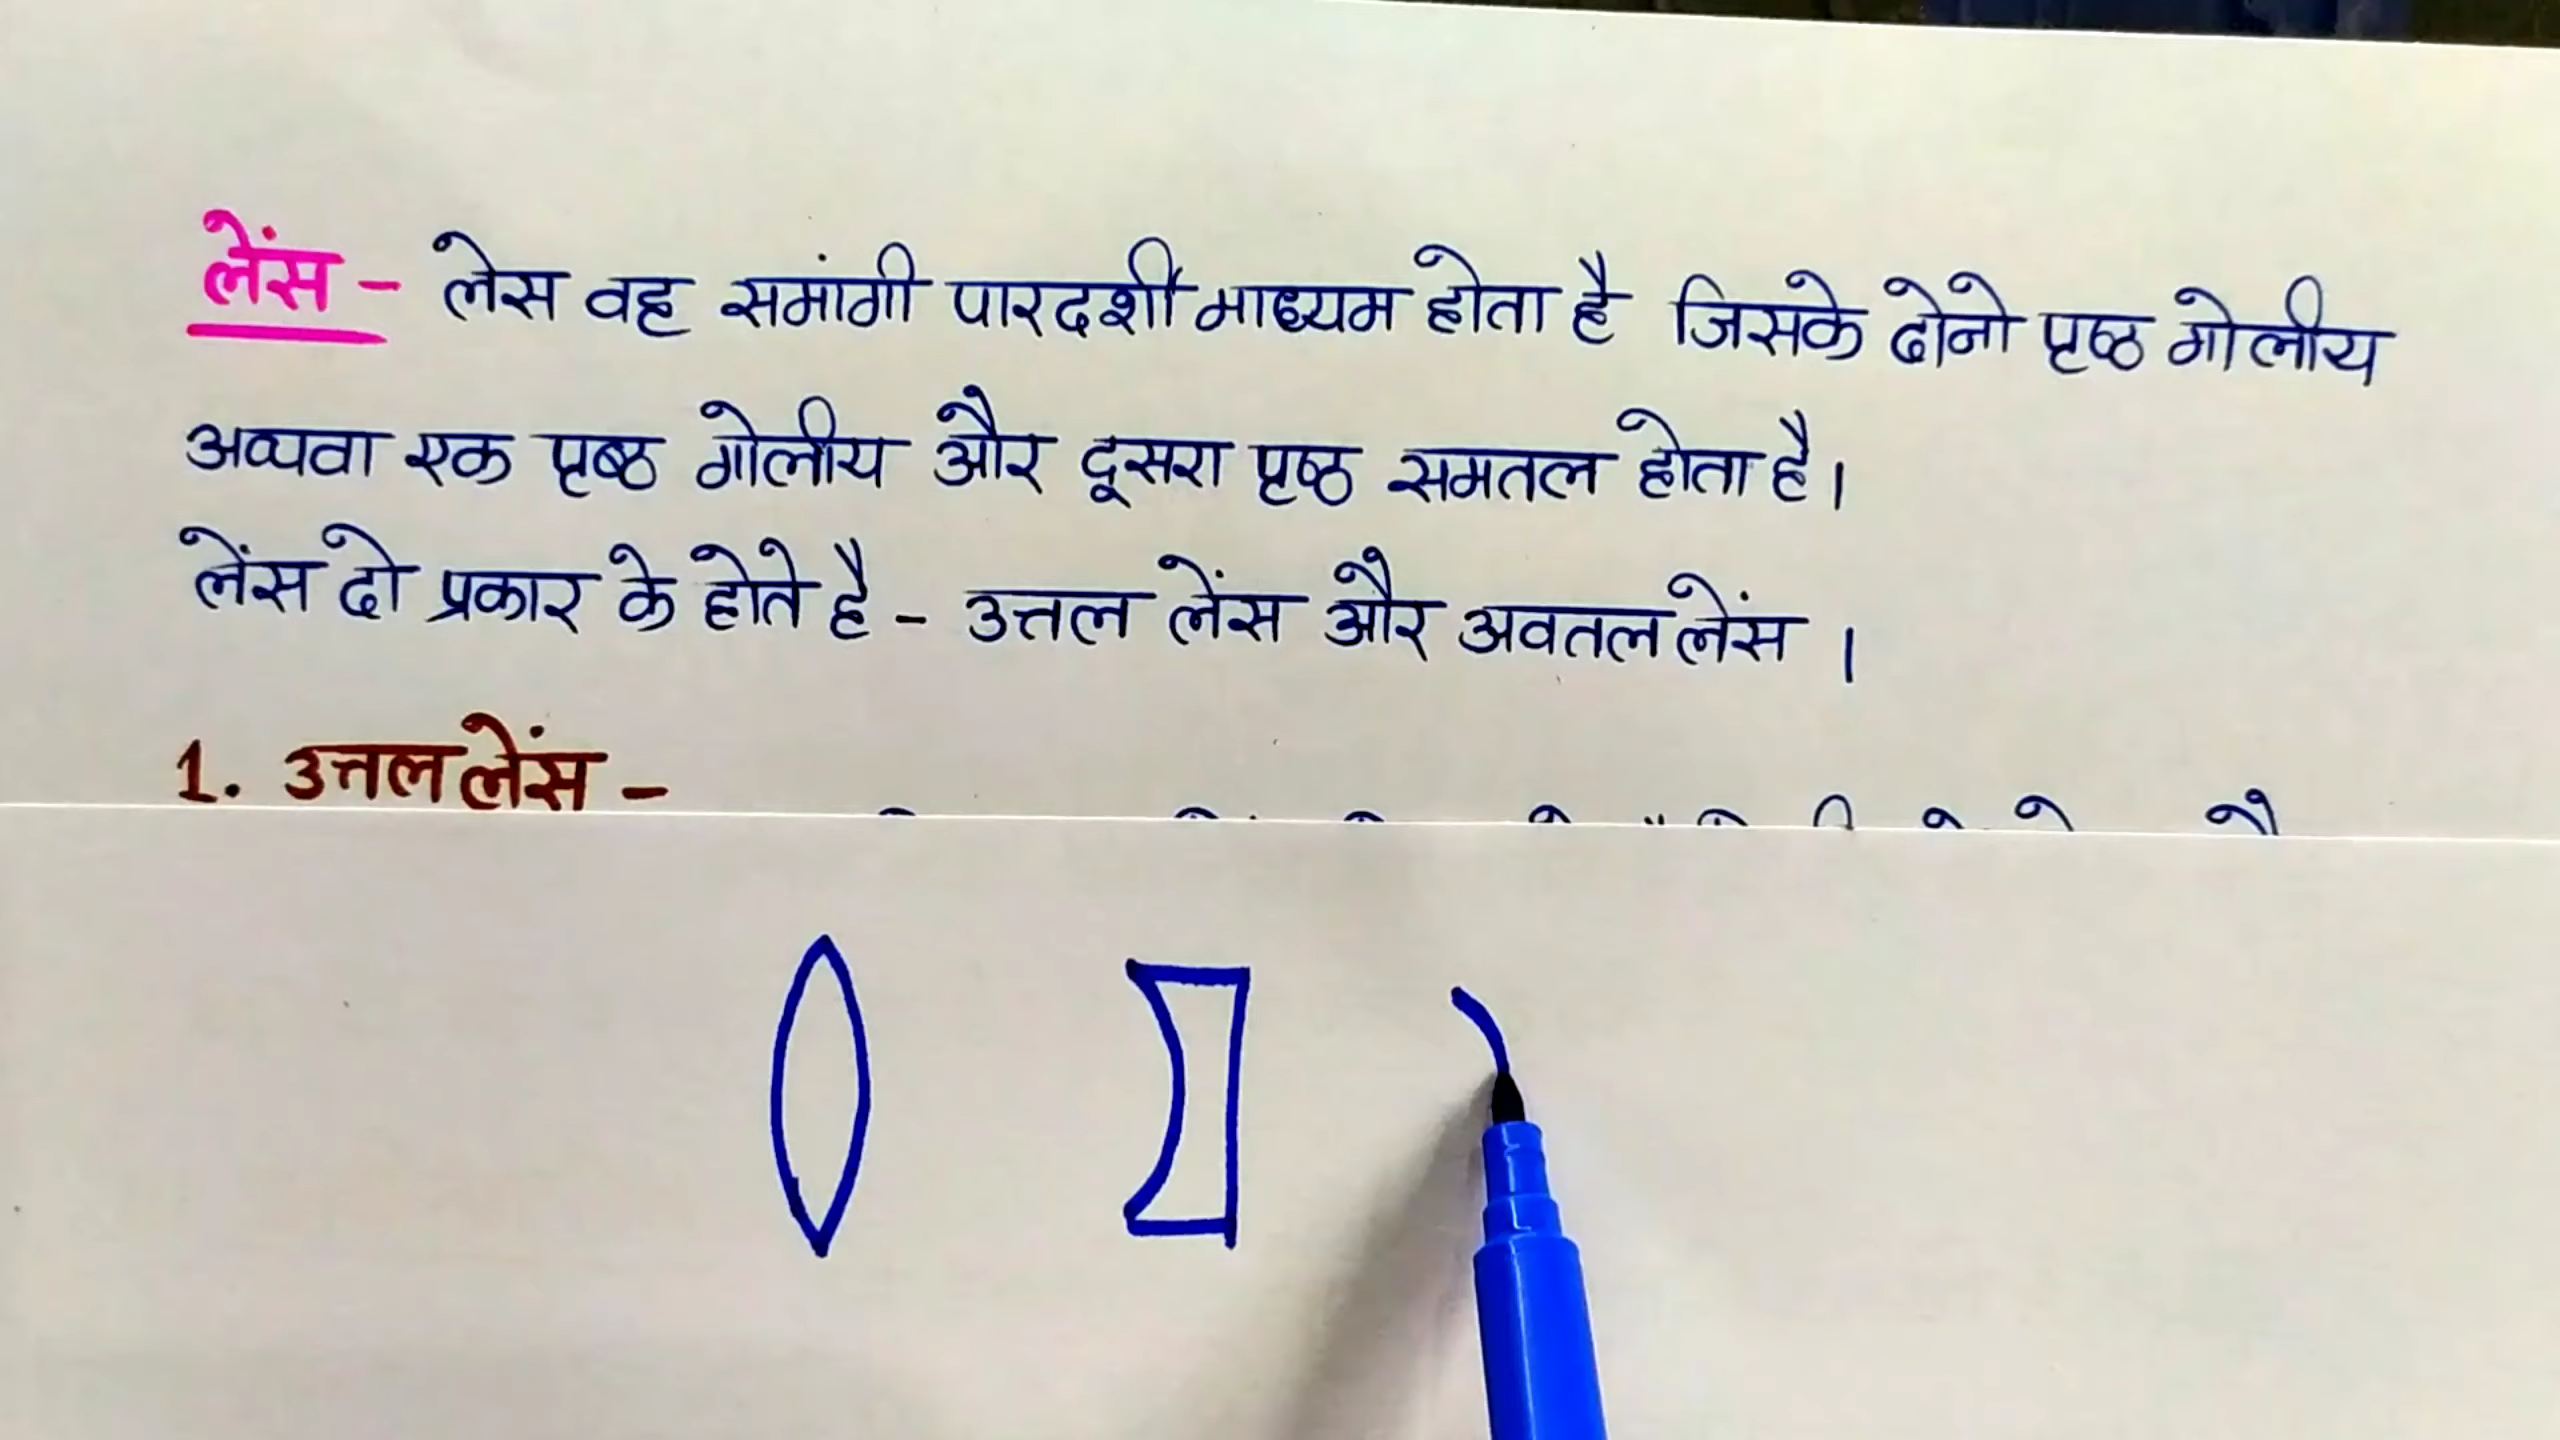 लेंस - लेस वह समांगी पारदर्शी माध्यम होता है जिसके दोनो पृष्ठ गोलीय
अथवा एक पृष्ठ गोलीय और दूसरा पृष्ठ समतल होता है।
लेंस दो प्रकार के होते है - उत्तल लेंस और अवतल लेंस ।
1. उत्तल लेंस -